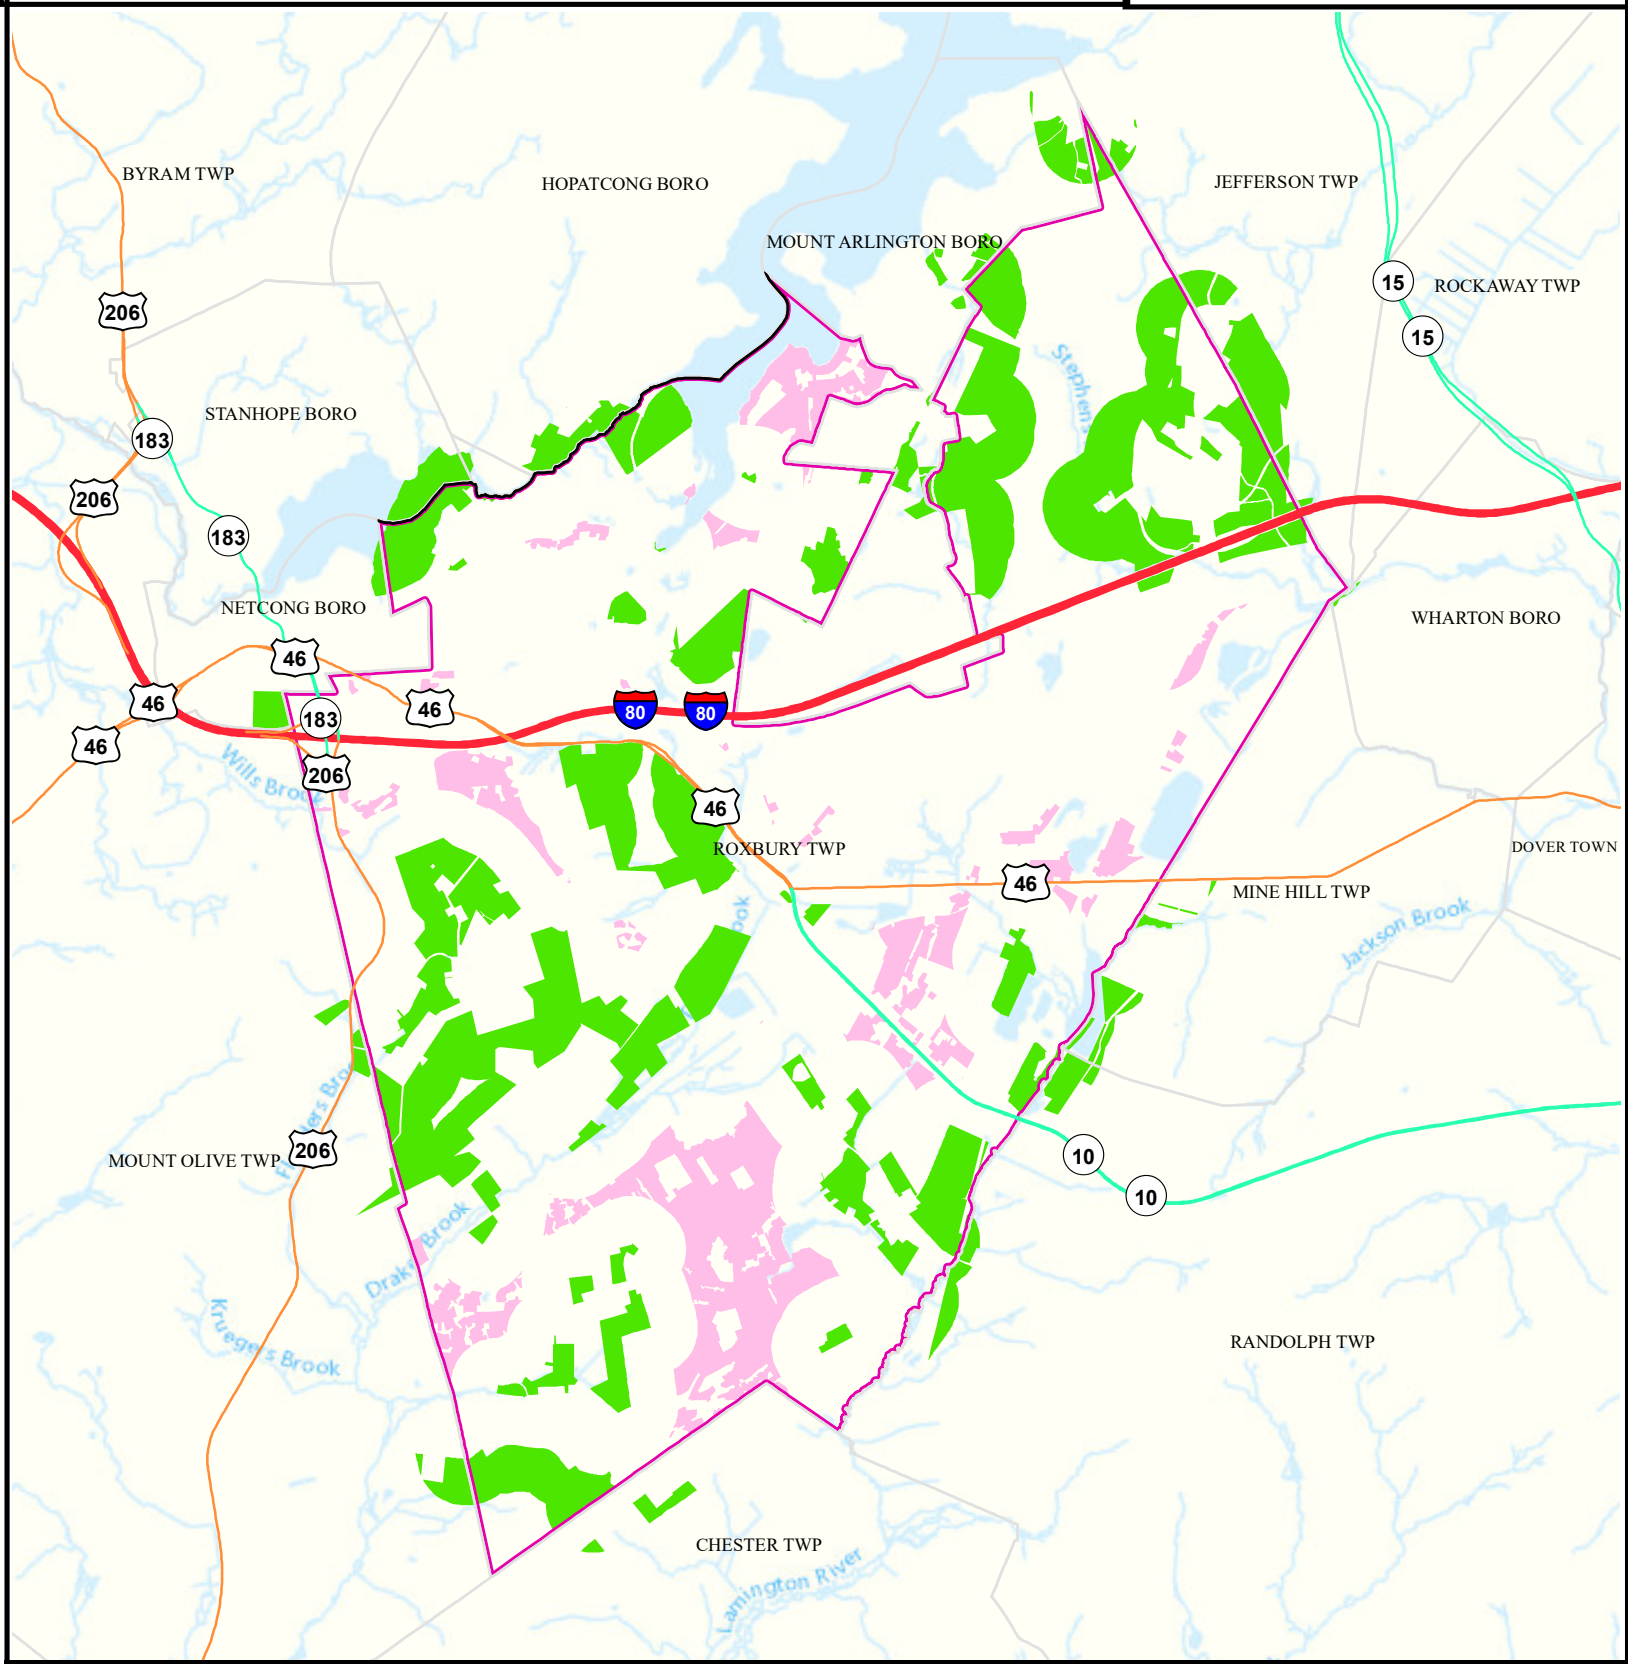 BYRAM TWP
HOPATCONG BORO
JEFFERSON TWP
MOUNT ARLINGTON BORO
15
ROCKAWAY TWP
206
15
Stephens
STANHOPE BORO
183
206
183
NETCONG BORO
WHARTON BORO
46
46
183
46
80
80
46
Wills Brook
206
46
ROXBURY TWP
DOVER TOWN
46
MINE HILL TWP
Jackson Brook
ook
MOUNT OLIVE TWP
206
10
10
Brook
Kruegers Brook
RANDOLPH TWP
CHESTER TWP
Lamington River